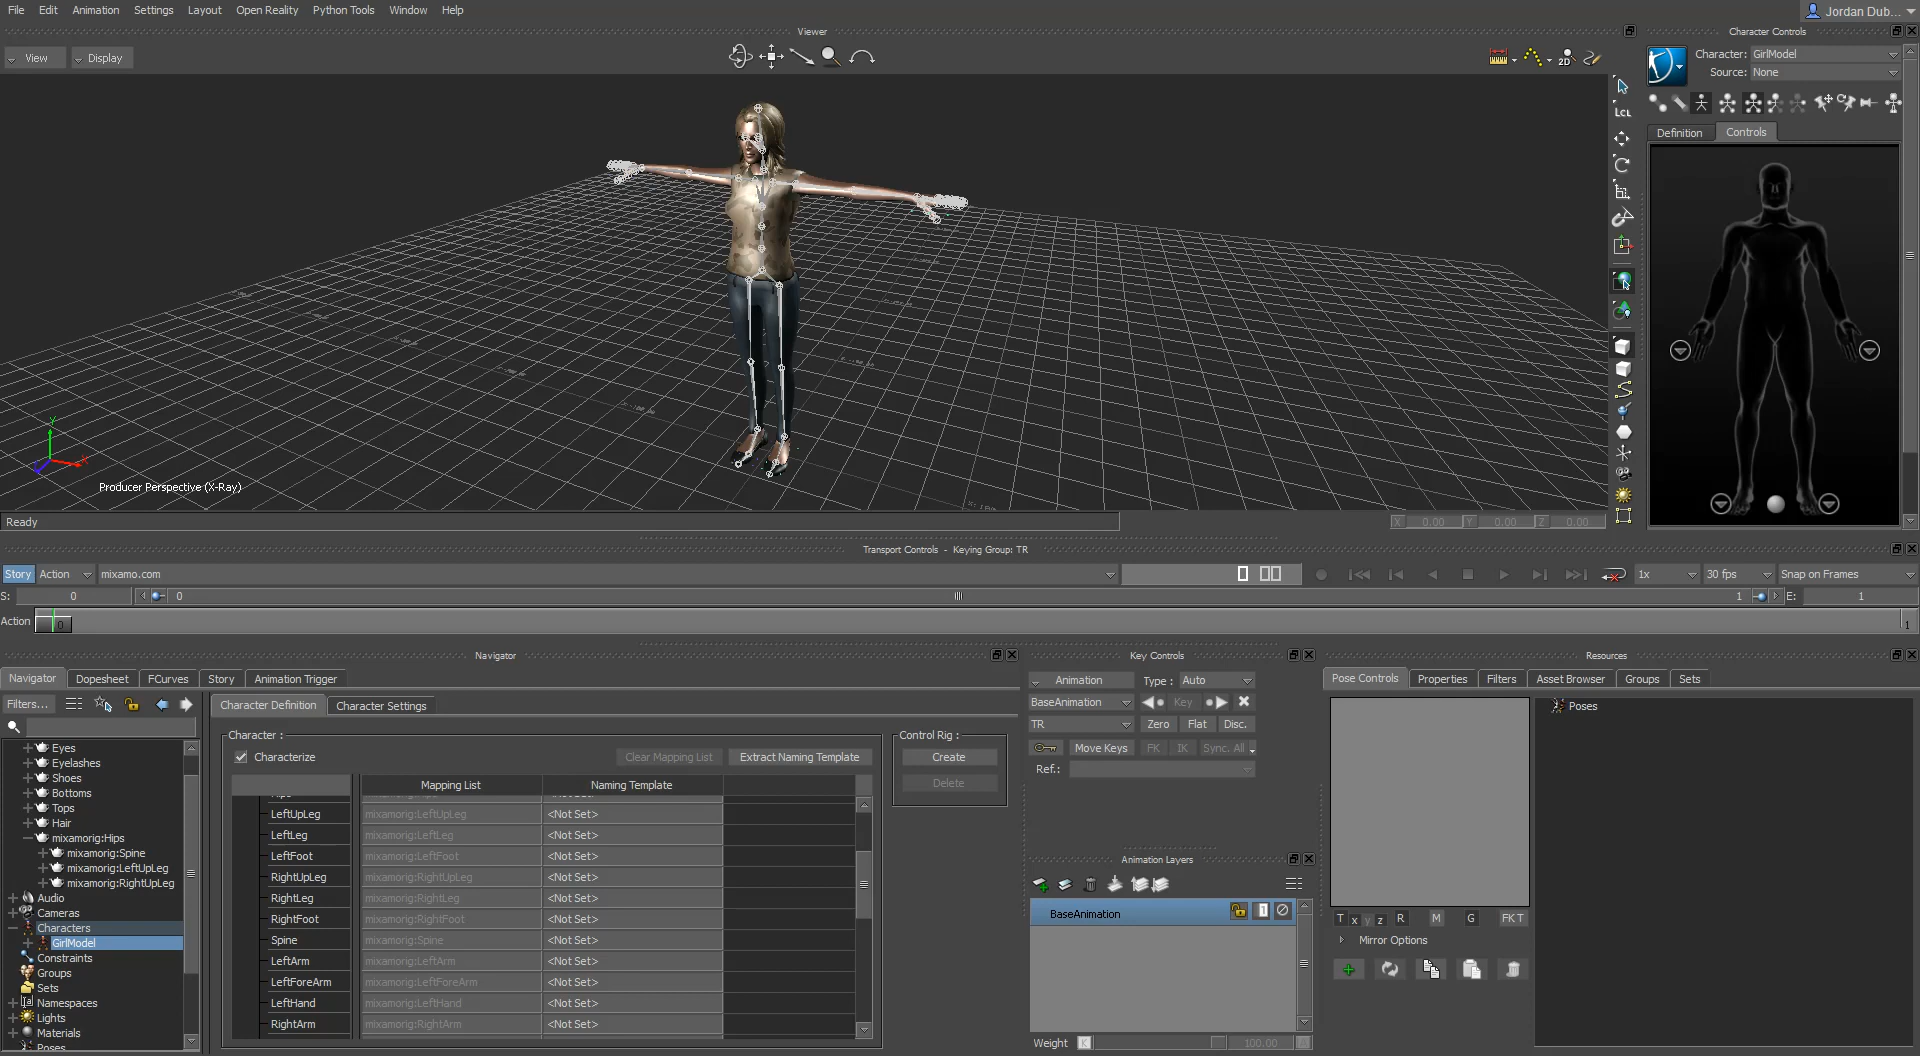 File Edit Animation Settings Layout Open Reality Python Tools Window Help
Jordan Dub...
Viewer
Character Controls
View Display
2D
Character: GirlModel
Source: None
LCL
Definition Controls
Y
X
Producer Perspective (X-Ray)
Ready
X 0.00 Y 0.00 Z 0.00
Transport Controls - Keying Group: TR
Story Action mixamo.com
1x 30 fps Snap on Frames
S: 0 0 1 E: 1
Action 0 1
Navigator
Key Controls
Resources
Navigator Dopesheet FCurves Story Animation Trigger
Animation Type: Auto
Pose Controls Properties Filters Asset Browser Groups Sets
Filters...
Character Definition Character Settings
BaseAnimation Key
Poses
TR Zero Flat Disc.
Character :
Control Rig :
Characterize Clear Mapping List Extract Naming Template
Create
Delete
Move Keys FK IK Sync. All
Ref.:
Mapping List Naming Template
LeftUpLeg mixamorig:LeftUpLeg <Not Set>
LeftLeg mixamorig:LeftLeg <Not Set>
LeftFoot mixamorig:LeftFoot <Not Set>
RightUpLeg mixamorig:RightUpLeg <Not Set>
RightLeg mixamorig:RightLeg <Not Set>
RightFoot mixamorig:RightFoot <Not Set>
Spine mixamorig:Spine <Not Set>
LeftArm mixamorig:LeftArm <Not Set>
LeftForeArm mixamorig:LeftForeArm <Not Set>
LeftHand mixamorig:LeftHand <Not Set>
RightArm mixamorig:RightArm <Not Set>
Eyes
Eyelashes
Shoes
Bottoms
Tops
Hair
mixamorig:Hips
mixamorig:Spine
mixamorig:LeftUpLeg
mixamorig:RightUpLeg
Audio
Cameras
Characters
GirlModel
Constraints
Groups
Sets
Namespaces
Lights
Materials
Poses
Animation Layers
BaseAnimation
Weight K 100.00
T x y z R M G FK T
Mirror Options